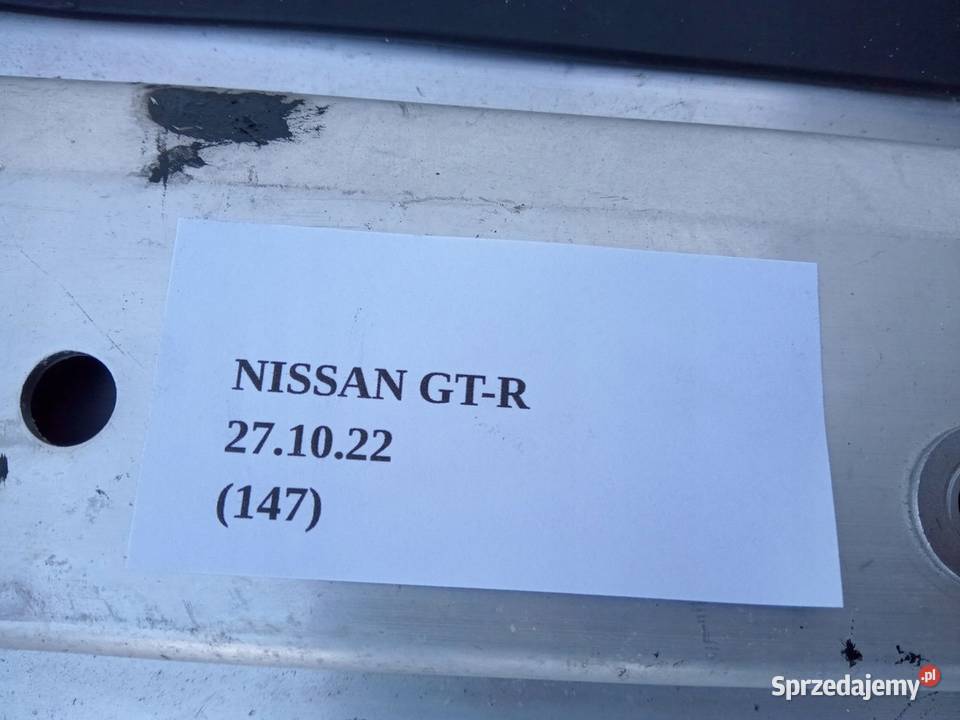 NISSAN GT-R
27.10.22
(147)
Sprzedajemy.pl